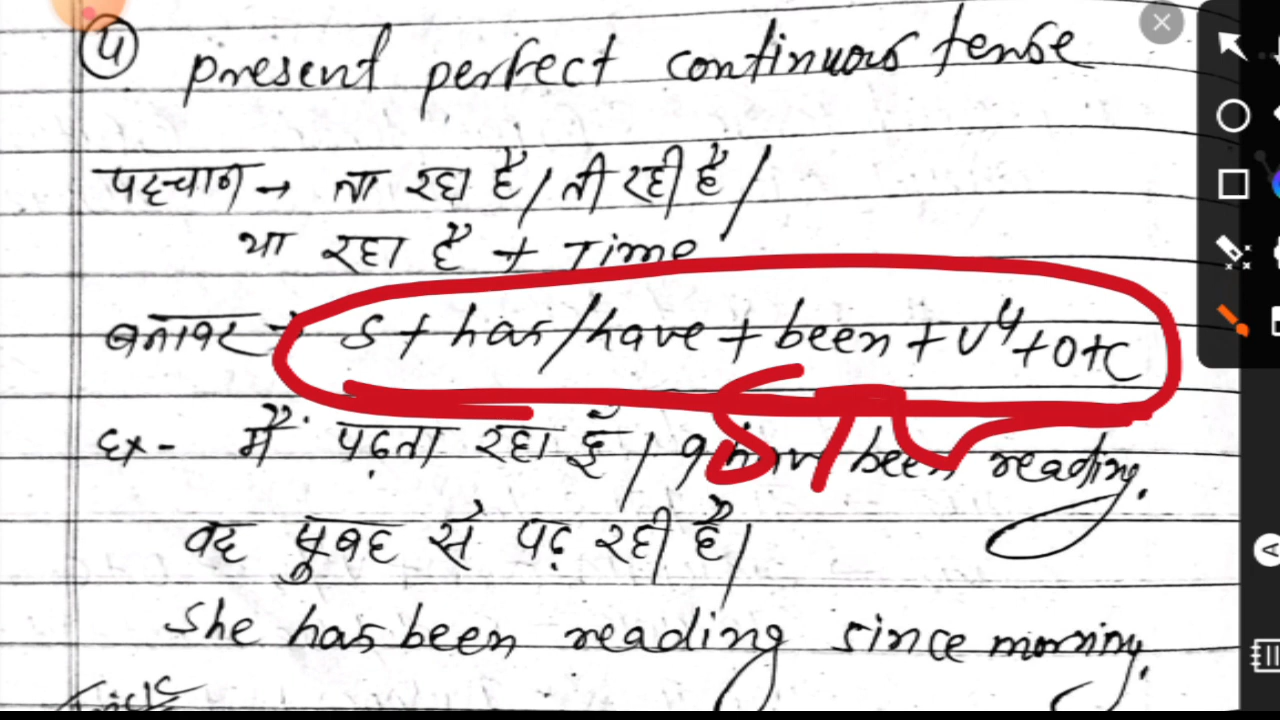 ④ present perfect continuous tense
पहचान → ता रहा है / ती रही है /
या रहा है + Time
बनावट → S + has/have + been + V⁴ + O + C
Ex - मैं पढ़ता रहा हूँ / I have been reading.
वह सुबह से पढ़ रही है /
She has been reading since morning.